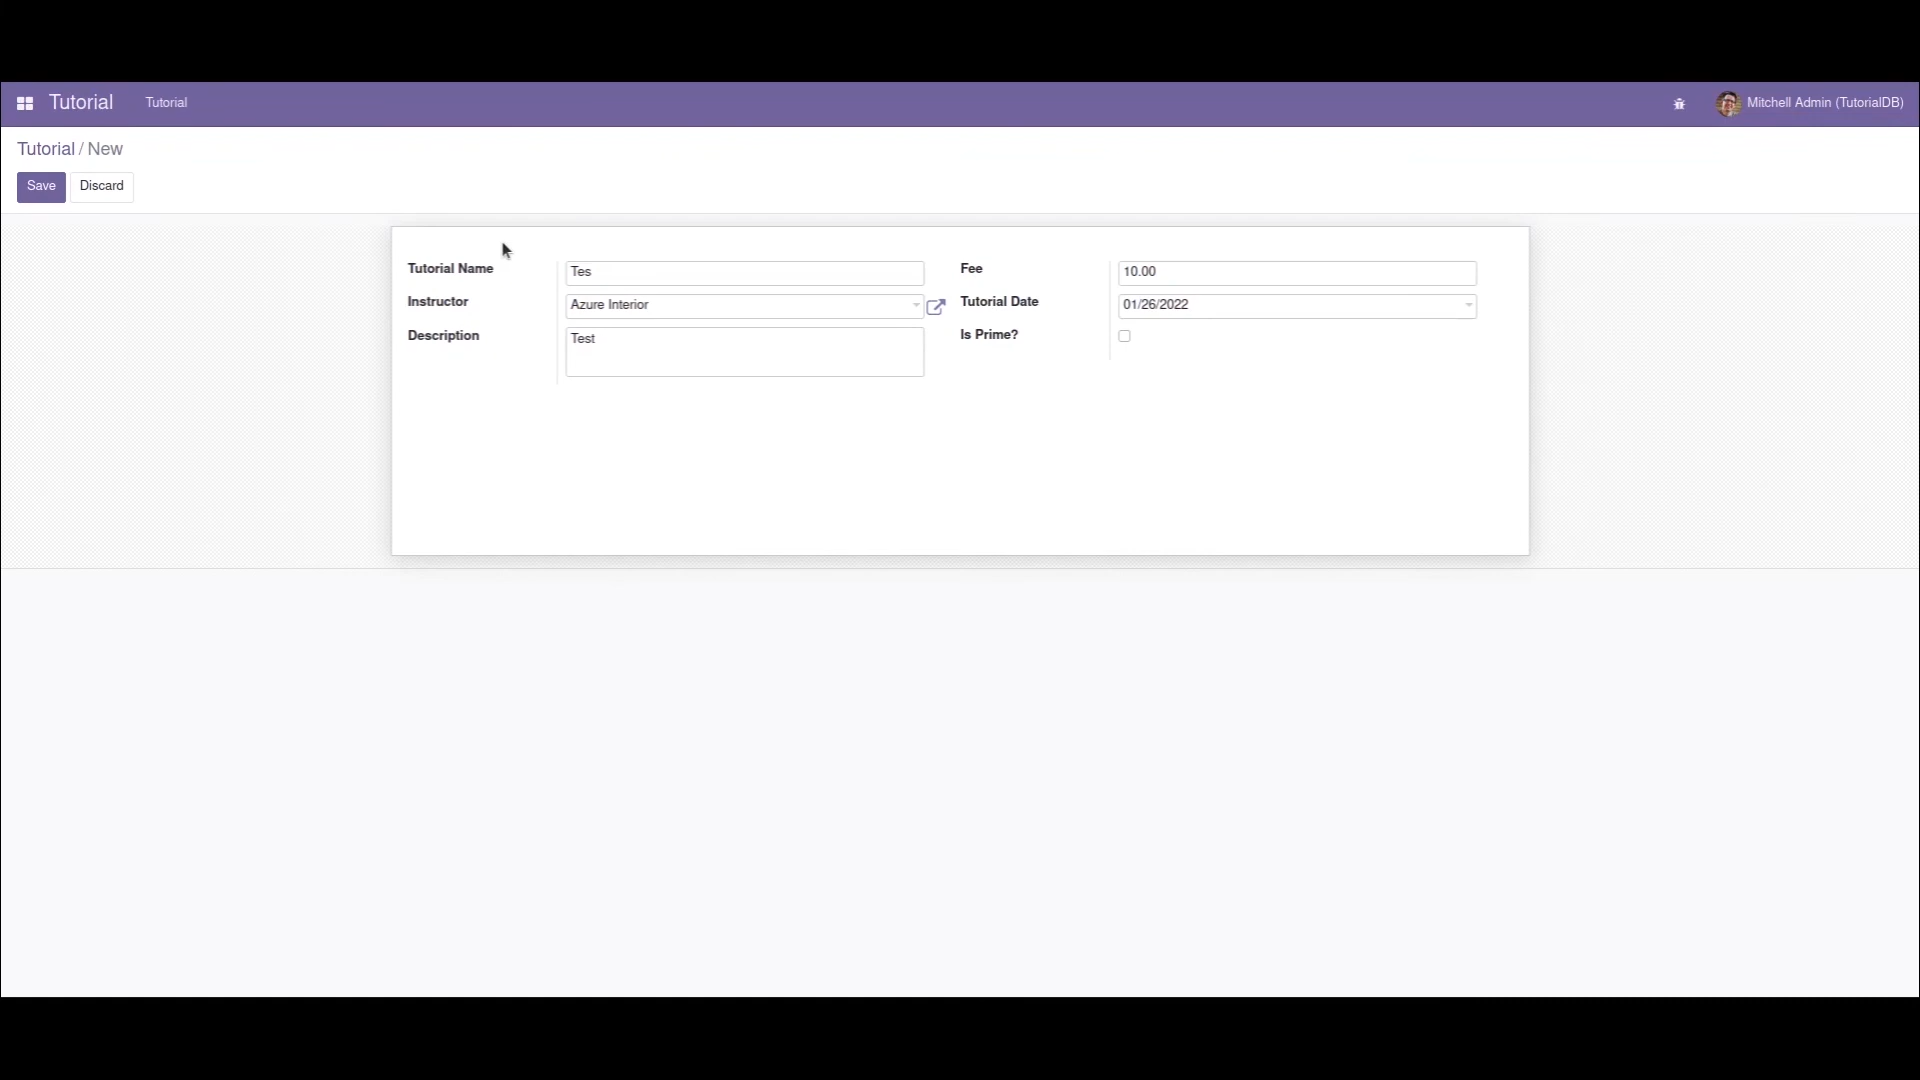 Tutorial Tutorial Mitchell Admin (TutorialDB)
Tutorial / New
Save Discard
Tutorial Name Tes Fee 10.00
Instructor Azure Interior Tutorial Date 01/26/2022
Description Test Is Prime?